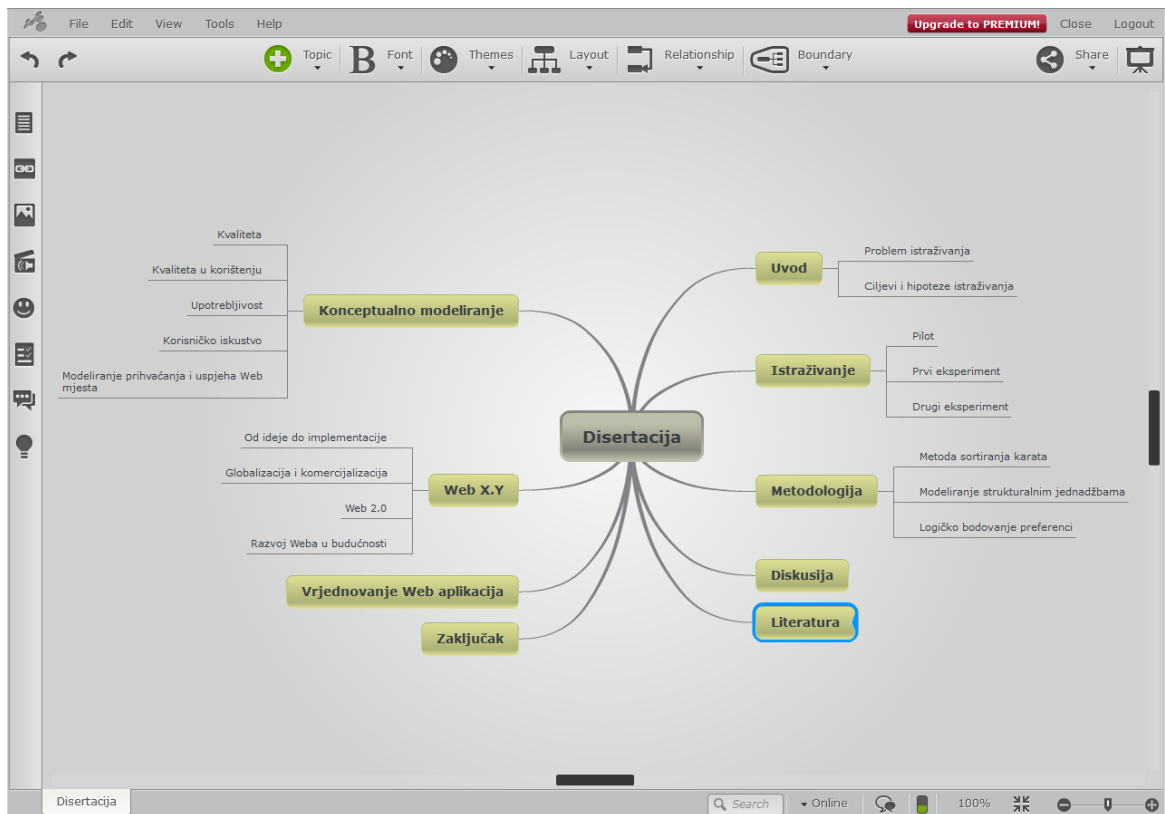 File Edit View Tools Help Upgrade to PREMIUM! Close Logout
Topic B Font Themes Layout Relationship Boundary Share
Kvaliteta
Kvaliteta u korištenju
Upotrebljivost
Korisničko iskustvo
Modeliranje prihvaćanja i uspjeha Web
mjesta
Konceptualno modeliranje
Od ideje do implementacije
Globalizacija i komercijalizacija
Web 2.0
Razvoj Weba u budućnosti
Web X.Y
Vrjednovanje Web aplikacija
Zaključak
Disertacija
Uvod
Problem istraživanja
Ciljevi i hipoteze istraživanja
Istraživanje
Pilot
Prvi eksperiment
Drugi eksperiment
Metodologija
Metoda sortiranja karata
Modeliranje strukturalnim jednadžbama
Logičko bodovanje preferenci
Diskusija
Literatura
Disertacija Search Online 100%